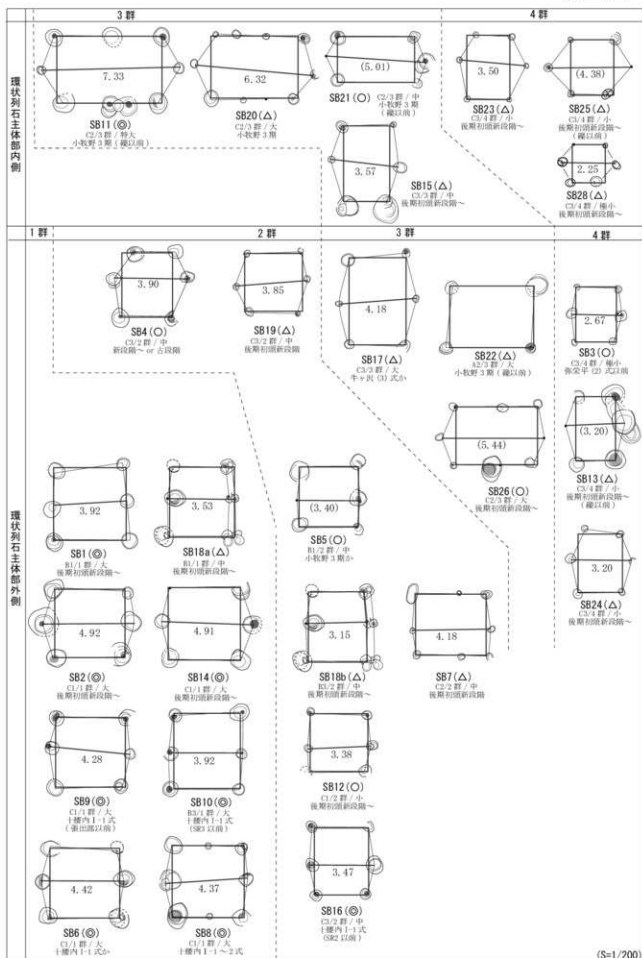 3 群
4 群
環状列石主体部内側
7.33
SB11(◎)
C2/3 群 / 特大
小牧野 3 期 (縄以前)
6.32
SB20(△)
C2/3 群 / 大
小牧野 3 期
(5.01)
SB21(○)
C2/3 群 / 中
小牧野 3 期
(縄以前)
3.57
SB15(△)
C3/3 群 / 中
後期初頭新段階~
3.50
SB23(△)
C3/4 群 / 小
後期初頭新段階~
(4.38)
SB25(△)
C3/4 群 / 小
後期初頭新段階~
(縄以前)
2.25
SB28(△)
C3/4 群 / 極小
後期初頭新段階~
環状列石主体部外側
1 群
2 群
3 群
4 群
3.90
SB4(○)
C3/2 群 / 中
新段階~ or 古段階
3.85
SB19(△)
C3/2 群 / 中
後期初頭新段階
4.18
SB17(△)
C3/3 群 / 大
牛ヶ沢 (3) 式か
SB22(△)
A2/3 群 / 大
小牧野 3 期 (縄以前)
2.67
SB3(○)
C3/4 群 / 極小
弥栄平 (2) 式以前
(5.44)
SB26(○)
C2/3 群 / 大
後期初頭新段階~
(3.20)
SB13(△)
C3/4 群 / 小
後期初頭新段階~
(縄以前)
3.92
SB1(◎)
B1/1 群 / 大
後期初頭新段階~
3.53
SB18a(△)
B1/1 群 / 中
後期初頭新段階~
(3.40)
SB5(○)
B1/2 群 / 中
小牧野 3 期か
3.20
SB24(△)
C3/4 群 / 小
後期初頭新段階~
4.92
SB2(◎)
C1/1 群 / 大
後期初頭新段階~
4.91
SB14(◎)
C1/1 群 / 大
後期初頭新段階~
3.15
SB18b(△)
B3/2 群 / 中
後期初頭新段階~
4.18
SB7(△)
C2/2 群 / 中
後期初頭新段階
4.28
SB9(◎)
C1/1 群 / 大
十腰内 I-1 式
(張出部以前)
3.92
SB10(◎)
B3/1 群 / 大
十腰内 I-1 式
(SR3 以前)
3.38
SB12(○)
C1/2 群 / 小
後期初頭新段階~
4.42
SB6(◎)
C1/1 群 / 大
十腰内 I-1 式か
4.37
SB8(◎)
C1/1 群 / 大
十腰内 I-1 ~ 2 式
3.47
SB16(◎)
C3/2 群 / 中
十腰内 I-1 式
(SR2 以前)
(S=1/200)